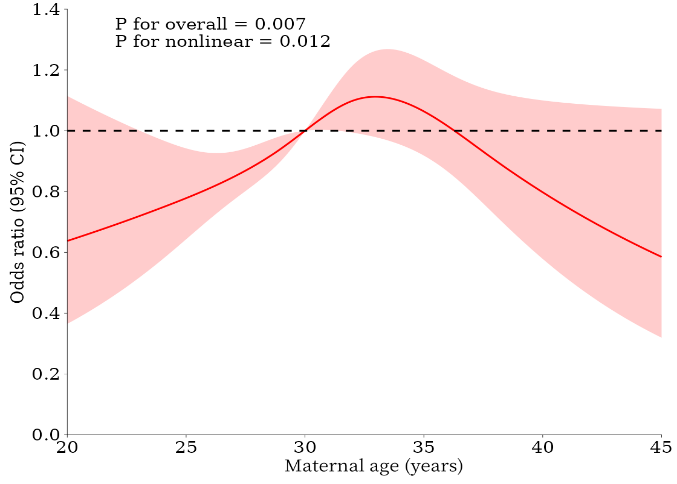 P for overall = 0.007
P for nonlinear = 0.012
Odds ratio (95% CI)
1.4
1.2
1.0
0.8
0.6
0.4
0.2
0.0
20 25 30 35 40 45
Maternal age (years)